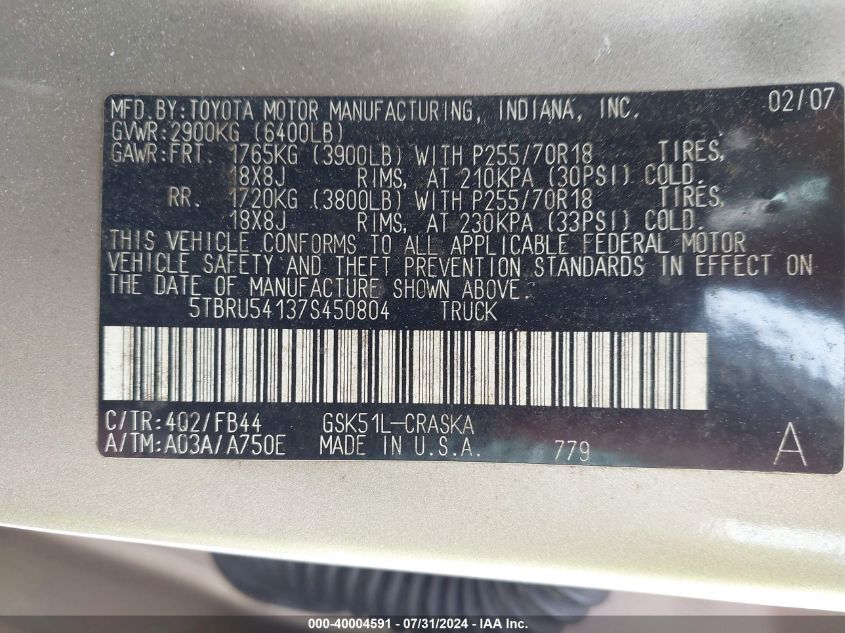 MFD.BY:TOYOTA MOTOR MANUFACTURING, INDIANA, INC. 02/07
GVWR:2900KG (6400LB)
GAWR:FRT. 1765KG (3900LB) WITH P255/70R18 TIRES,
18X8J RIMS, AT 210KPA (30PSI) COLD.
RR. 1720KG (3800LB) WITH P255/70R18 TIRES,
18X8J RIMS, AT 230KPA (33PSI) COLD.
THIS VEHICLE CONFORMS TO ALL APPLICABLE FEDERAL MOTOR
VEHICLE SAFETY AND THEFT PREVENTION STANDARDS IN EFFECT ON
THE DATE OF MANUFACTURE SHOWN ABOVE.
5TBRU54137S450804 TRUCK
C/TR:4Q2/FB44 GSK51L-CRASKA
A/TM:A03A/A750E MADE IN U.S.A. 779 A
000-40004591 - 07/31/2024 - IAA Inc.